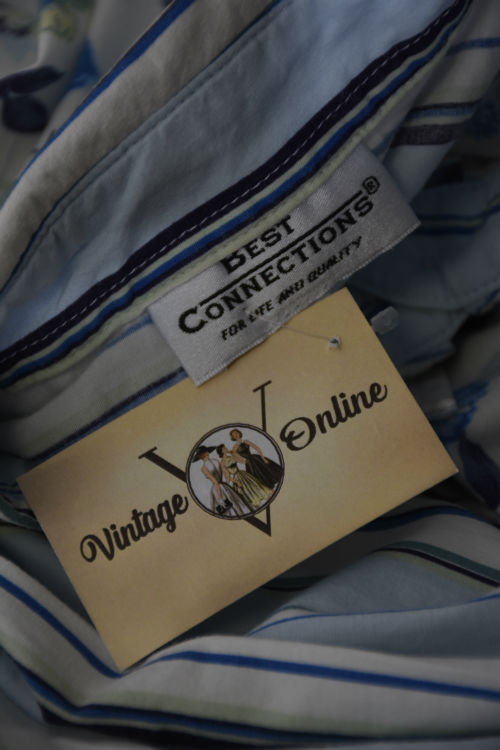 BEST
CONNECTIONS®
FOR LIFE AND QUALITY
V
Vintage Online